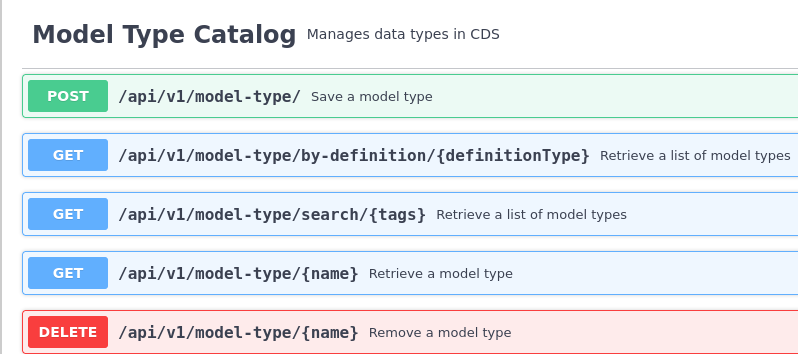 Model Type Catalog Manages data types in CDS
POST /api/v1/model-type/ Save a model type
GET /api/v1/model-type/by-definition/{definitionType} Retrieve a list of model types
GET /api/v1/model-type/search/{tags} Retrieve a list of model types
GET /api/v1/model-type/{name} Retrieve a model type
DELETE /api/v1/model-type/{name} Remove a model type